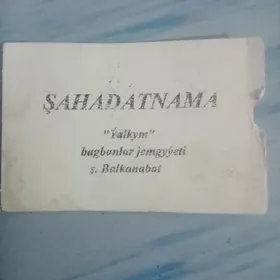 ŞAHADATNAMA
"Ýalkym"
bagbanlar jemgyýeti
ş. Balkanabat